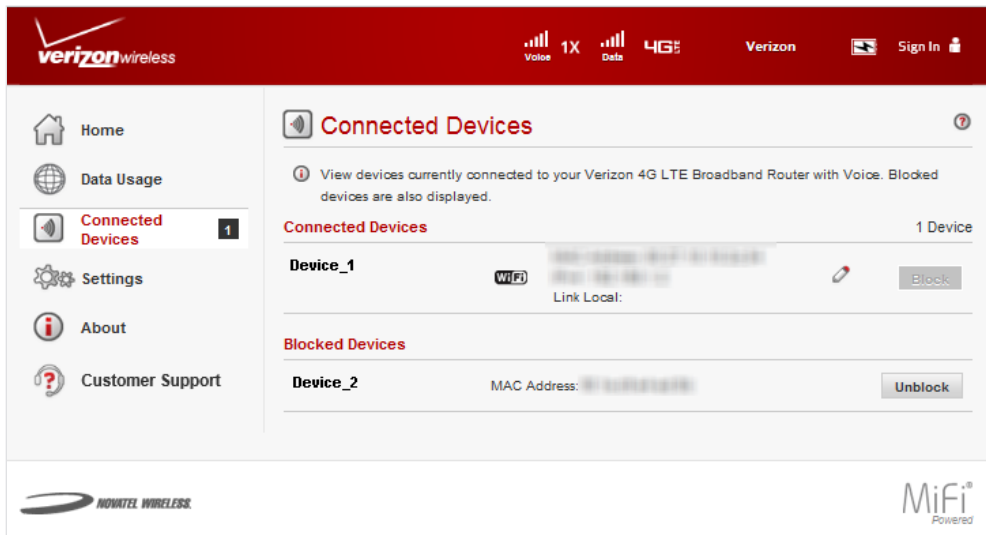 verizonwireless
Voice 1X Data 4G LTE Verizon Sign In
Home
Data Usage
Connected Devices 1
Settings
About
Customer Support
Connected Devices
View devices currently connected to your Verizon 4G LTE Broadband Router with Voice. Blocked
devices are also displayed.
Connected Devices 1 Device
Device_1 WiFi
Link Local:
Block
Blocked Devices
Device_2 MAC Address: Unblock
NOVATEL WIRELESS.
MiFi®
Powered